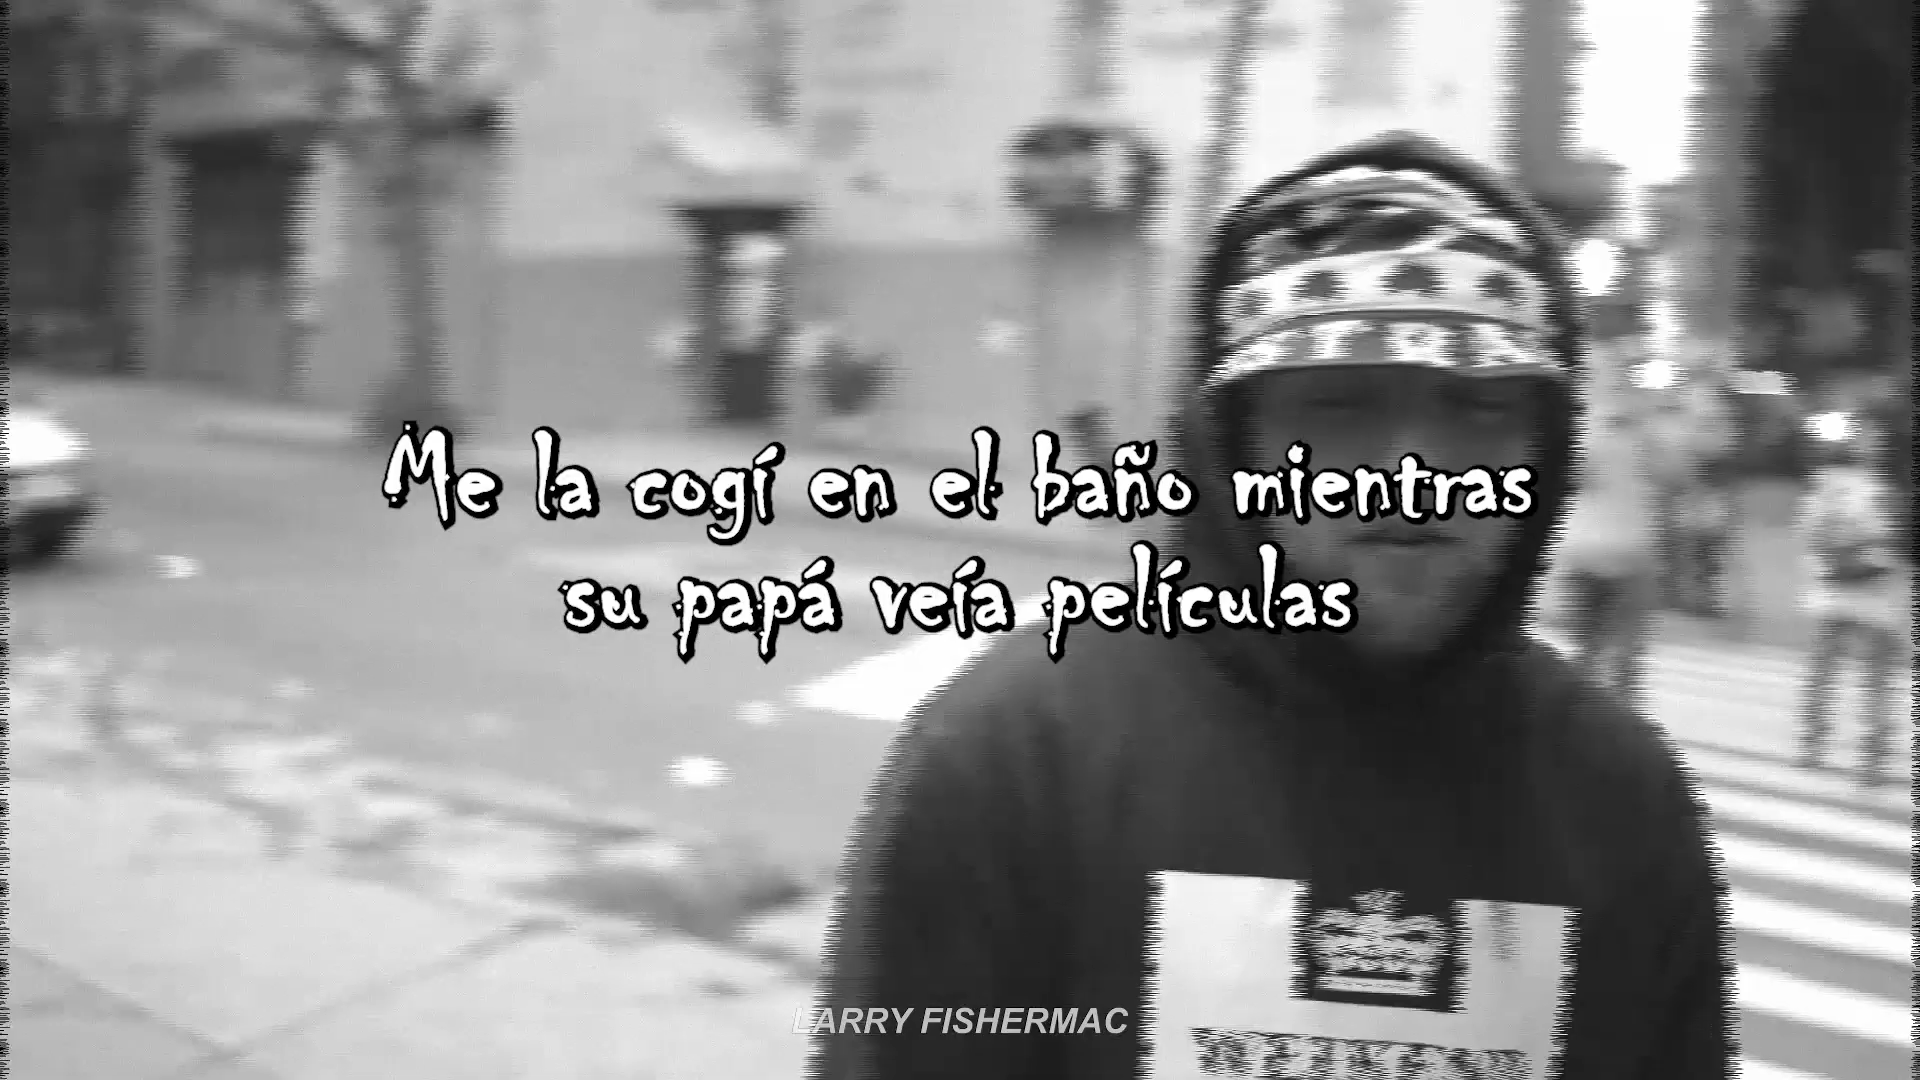 Me la cogí en el baño mientras
su papá veía películas
LARRY FISHERMAC